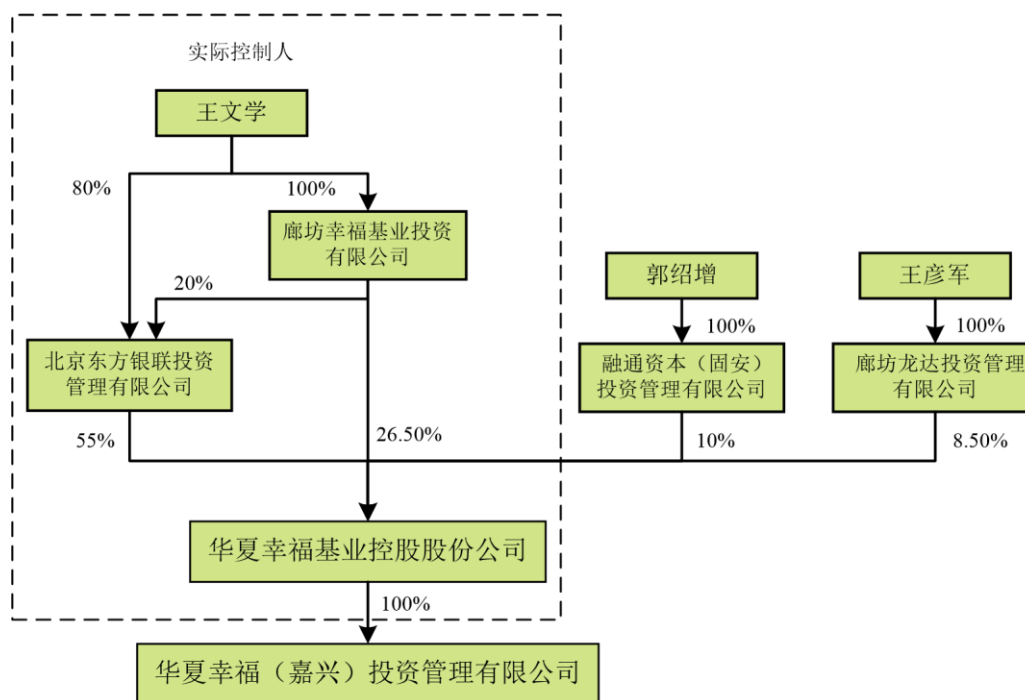 实际控制人
王文学
80%
100%
廊坊幸福基业投资
有限公司
20%
郭绍增
王彦军
100%
100%
北京东方银联投资
管理有限公司
融通资本（固安）
投资管理有限公司
廊坊龙达投资管理
有限公司
55%
26.50%
10%
8.50%
华夏幸福基业控股股份公司
100%
华夏幸福（嘉兴）投资管理有限公司